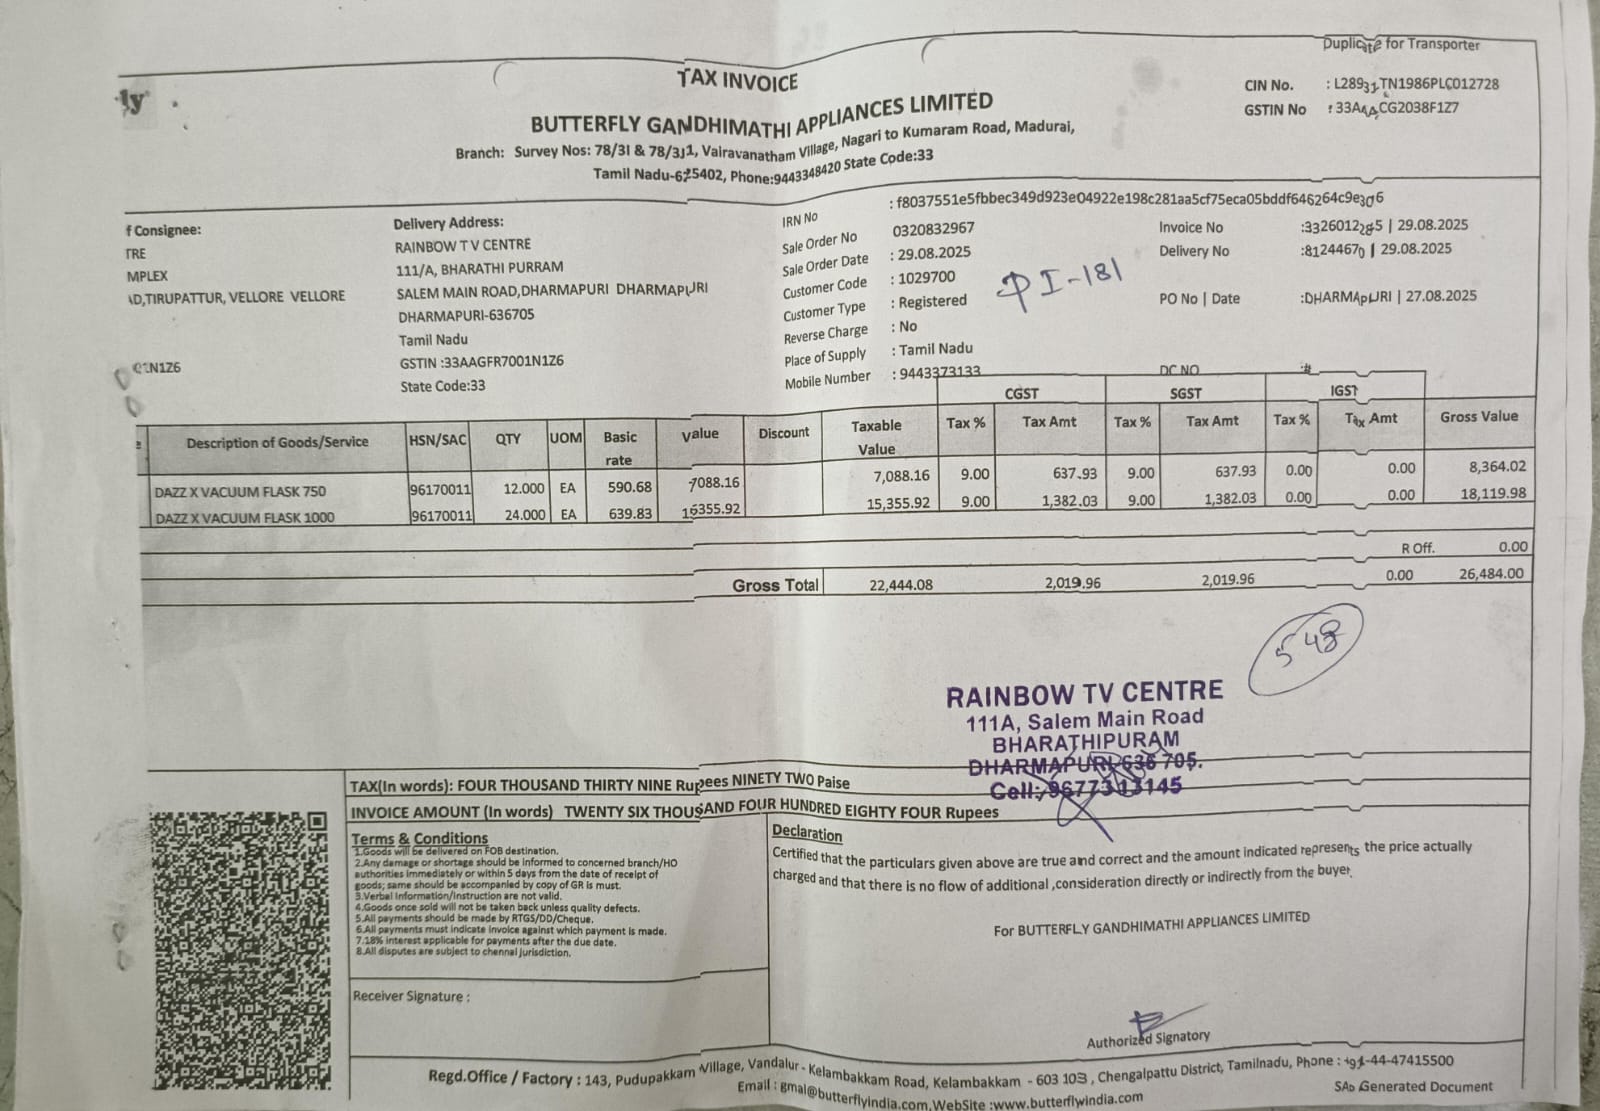 Duplicate for Transporter
ly
TAX INVOICE
CIN No. : L28931TN1986PLC012728
BUTTERFLY GANDHIMATHI APPLIANCES LIMITED
GSTIN No : 33AAACG2038F1Z7
Branch: Survey Nos: 78/3I & 78/3J1, Vairavanatham Village, Nagari to Kumaram Road, Madurai,
Tamil Nadu-625402, Phone:9443348420 State Code:33
f Consignee:
TRE
MPLEX
AD,TIRUPATTUR, VELLORE VELLORE
1N1Z6
Delivery Address:
RAINBOW T V CENTRE
111/A, BHARATHI PURRAM
SALEM MAIN ROAD,DHARMAPURI DHARMAPURI
DHARMAPURI-636705
Tamil Nadu
GSTIN :33AAGFR7001N1Z6
State Code:33
IRN No : f8037551e5fbbec349d923e04922e198c281aa5cf75eca05bddf646264c9e306
Sale Order No 0320832967
Sale Order Date : 29.08.2025
Customer Code : 1029700
Customer Type : Registered
Reverse Charge : No
Place of Supply : Tamil Nadu
Mobile Number : 9443373133
Invoice No :3326012285 | 29.08.2025
Delivery No :81244670 | 29.08.2025
PO No | Date :DHARMAPURI | 27.08.2025
DC NO :#
PI-181
CGST SGST IGST
Description of Goods/Service HSN/SAC QTY UOM Basic rate Value Discount Taxable Value Tax % Tax Amt Tax % Tax Amt Tax % Tax Amt Gross Value
DAZZ X VACUUM FLASK 750 96170011 12.000 EA 590.68 7088.16 7,088.16 9.00 637.93 9.00 637.93 0.00 0.00 8,364.02
DAZZ X VACUUM FLASK 1000 96170011 24.000 EA 639.83 15355.92 15,355.92 9.00 1,382.03 9.00 1,382.03 0.00 0.00 18,119.98
R Off. 0.00
Gross Total 22,444.08 2,019.96 2,019.96 0.00 26,484.00
548
RAINBOW TV CENTRE
111A, Salem Main Road
BHARATHIPURAM
DHARMAPURI-636 705.
Cell: 9677313145
TAX(In words): FOUR THOUSAND THIRTY NINE Rupees NINETY TWO Paise
INVOICE AMOUNT (In words) TWENTY SIX THOUSAND FOUR HUNDRED EIGHTY FOUR Rupees
Terms & Conditions
1.Goods will be delivered on FOB destination.
2.Any damage or shortage should be informed to concerned branch/HO
authorities immediately or within 5 days from the date of receipt of
goods; same should be accompanied by copy of GR is must.
3.Verbal information/instruction are not valid.
4.Goods once sold will not be taken back unless quality defects.
5.All payments should be made by RTGS/DD/Cheque.
6.All payments must indicate invoice against which payment is made.
7.18% interest applicable for payments after the due date.
8.All disputes are subject to chennai jurisdiction.
Receiver Signature :
Declaration
Certified that the particulars given above are true and correct and the amount indicated represents the price actually
charged and that there is no flow of additional ,consideration directly or indirectly from the buyer
For BUTTERFLY GANDHIMATHI APPLIANCES LIMITED
Authorized Signatory
Regd.Office / Factory : 143, Pudupakkam Village, Vandalur - Kelambakkam Road, Kelambakkam - 603 103 , Chengalpattu District, Tamilnadu, Phone : +91-44-47415500
Email : gmal@butterflyindia.com,WebSite :www.butterflyindia.com
SAP Generated Document